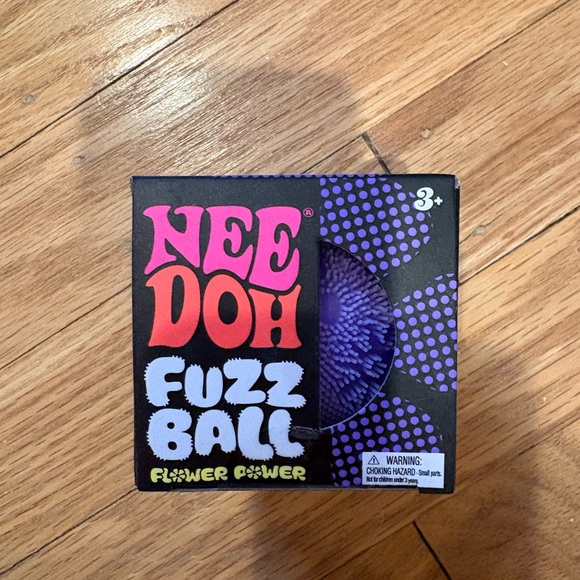 NEE®
DOH
FUZZ
BALL
FLOWER POWER
3+
⚠ WARNING:
CHOKING HAZARD - Small parts.
Not for children under 3 years.